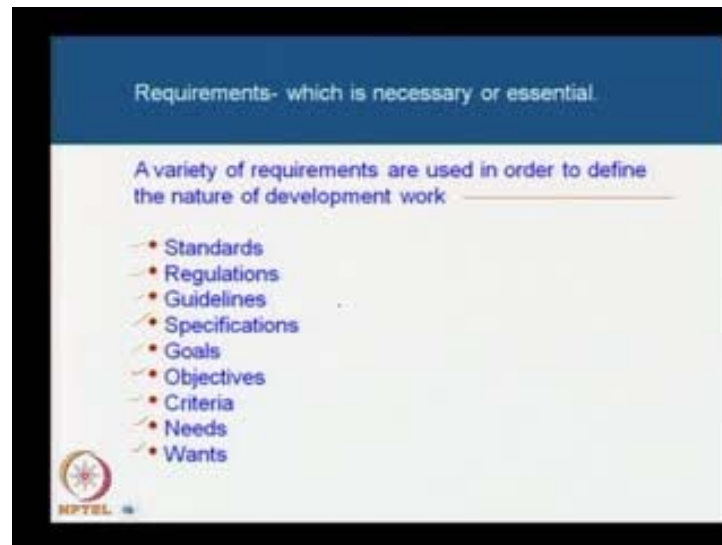 Requirements- which is necessary or essential.
A variety of requirements are used in order to define
the nature of development work
• Standards
• Regulations
• Guidelines
• Specifications
• Goals
• Objectives
• Criteria
• Needs
• Wants
NPTEL